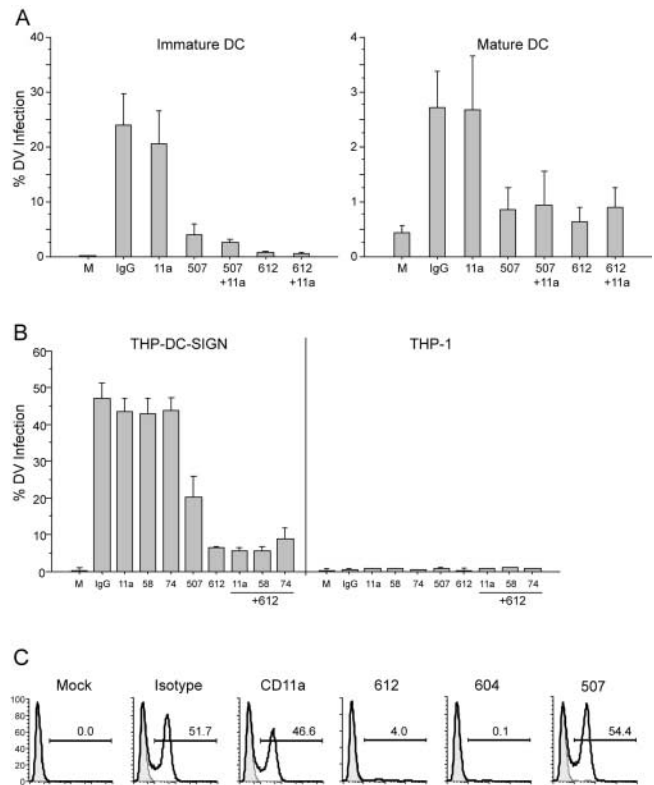 A
Immature DC
Mature DC
% DV Infection
40
30
20
10
0
M IgG 11a 507 507 612 612
+11a +11a
% DV Infection
4
3
2
1
0
M IgG 11a 507 507 612 612
+11a +11a
B
THP-DC-SIGN THP-1
% DV Infection
60
50
40
30
20
10
0
M IgG 11a 58 74 507 612 11a 58 74
+612
M IgG 11a 58 74 507 612 11a 58 74
+612
C
Mock Isotype CD11a 612 604 507
100
80
60
40
20
0
0.0 51.7 46.6 4.0 0.1 54.4